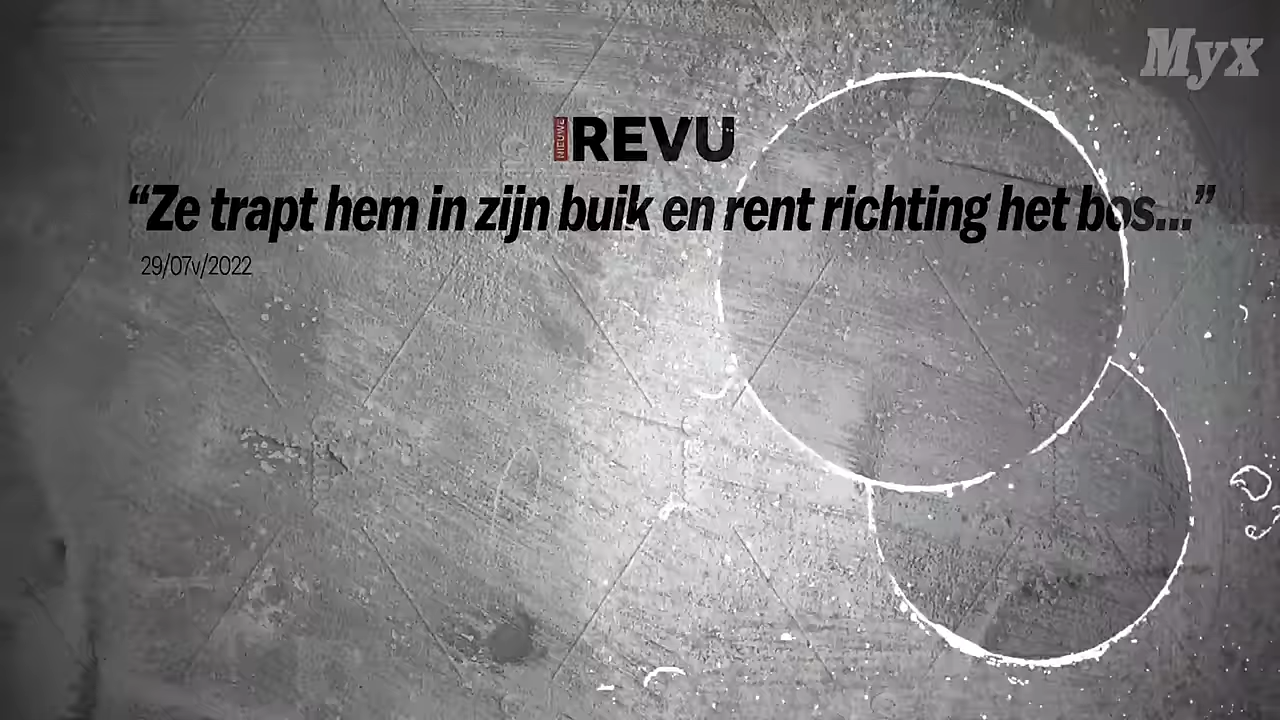 Myx
NIEUWE REVU
“Ze trapt hem in zijn buik en rent richting het bos...”
29/07v/2022